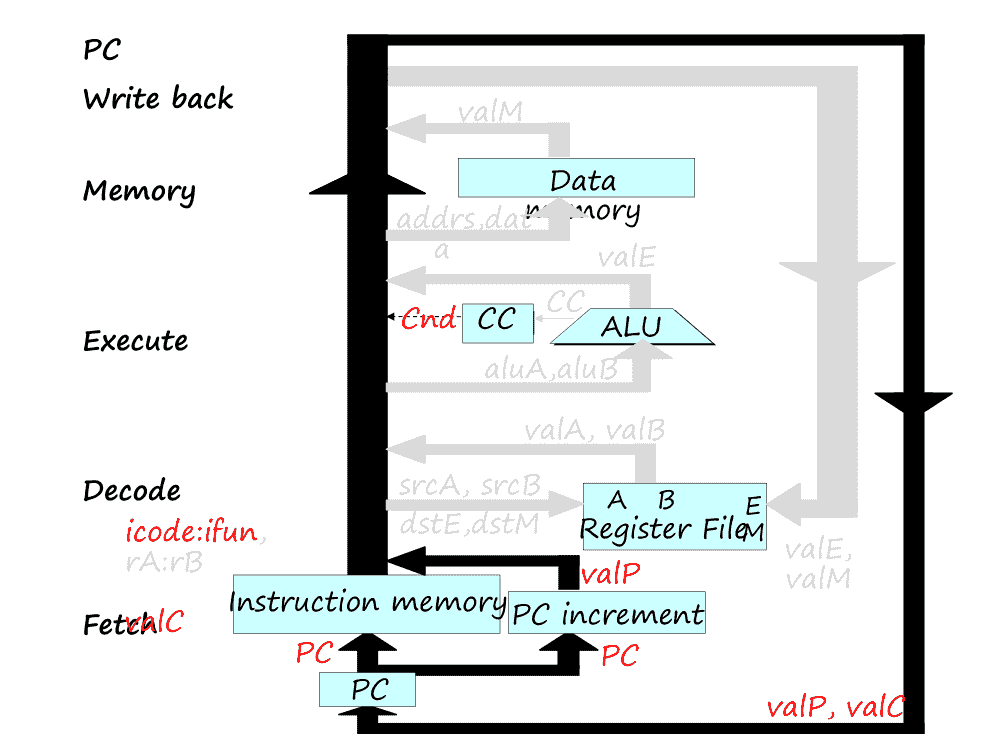 PC
Write back
valM
Memory
Data
memory
addrs,dat
a
valE
CC
Cnd
CC
ALU
Execute
aluA,aluB
valA, valB
Decode
srcA, srcB
A B
E
dstE,dstM
Register File
M
icode:ifun,
rA:rB
valE,
valM
valP
Instruction memory
PC increment
Fetch
valC
PC
PC
PC
valP, valC